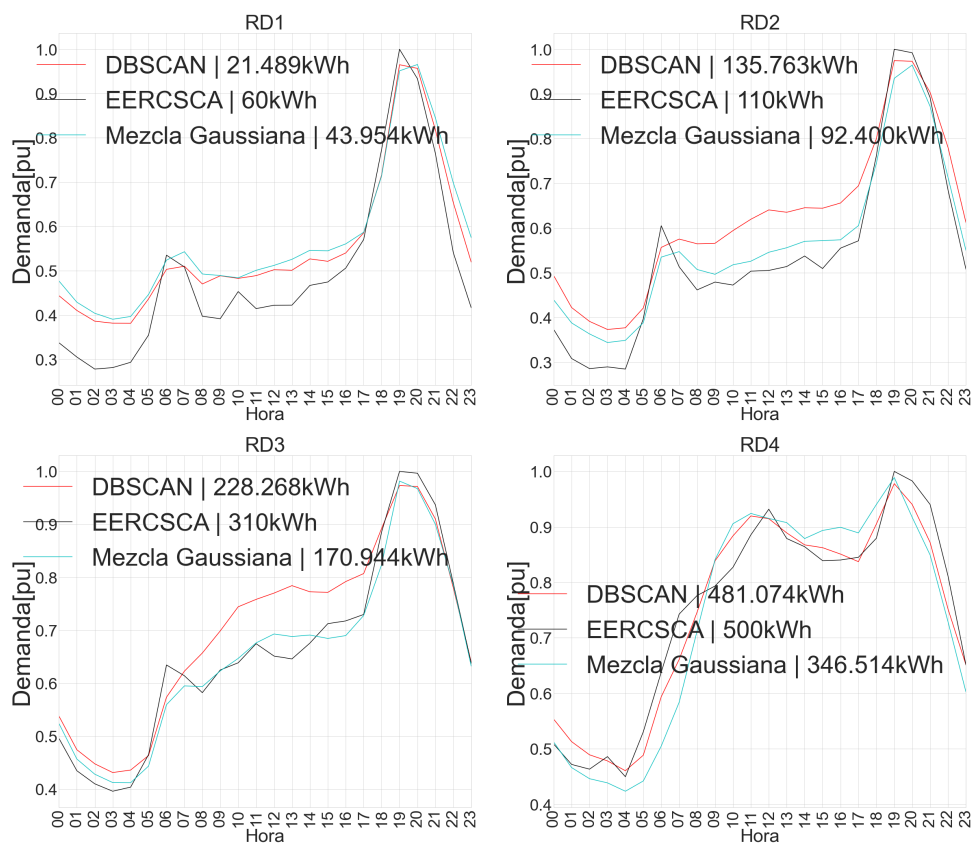 RD1
DBSCAN | 21.489kWh
EERCSCA | 60kWh
Mezcla Gaussiana | 43.954kWh
Demanda[pu]
1.0
0.9
0.8
0.7
0.6
0.5
0.4
0.3
00 01 02 03 04 05 06 07 08 09 10 11 12 13 14 15 16 17 18 19 20 21 22 23
Hora
RD2
DBSCAN | 135.763kWh
EERCSCA | 110kWh
Mezcla Gaussiana | 92.400kWh
Demanda[pu]
1.0
0.9
0.8
0.7
0.6
0.5
0.4
0.3
00 01 02 03 04 05 06 07 08 09 10 11 12 13 14 15 16 17 18 19 20 21 22 23
Hora
RD3
DBSCAN | 228.268kWh
EERCSCA | 310kWh
Mezcla Gaussiana | 170.944kWh
Demanda[pu]
1.0
0.9
0.8
0.7
0.6
0.5
0.4
00 01 02 03 04 05 06 07 08 09 10 11 12 13 14 15 16 17 18 19 20 21 22 23
Hora
RD4
DBSCAN | 481.074kWh
EERCSCA | 500kWh
Mezcla Gaussiana | 346.514kWh
Demanda[pu]
1.0
0.9
0.8
0.7
0.6
0.5
0.4
00 01 02 03 04 05 06 07 08 09 10 11 12 13 14 15 16 17 18 19 20 21 22 23
Hora